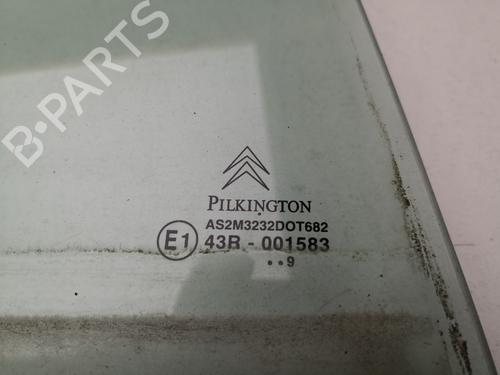 B-PARTS
PILKINGTON
AS2M3232DOT682
E1 43R - 001583
••9